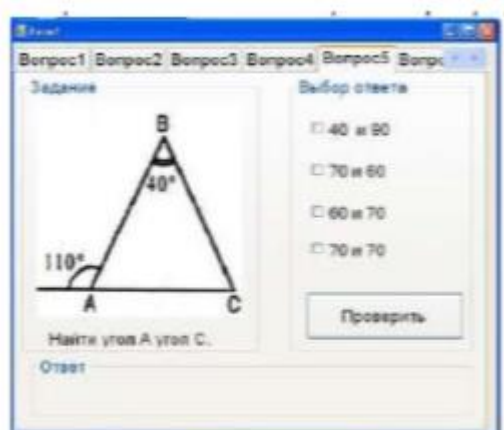 Вопрос1 Вопрос2 Вопрос3 Вопрос4 Вопрос5 Вопро
Задание
B
40°
110°
A
C
Найти угол А угол С.
Выбор ответа
40 и 90
70 и 60
60 и 70
70 и 70
Проверить
Ответ